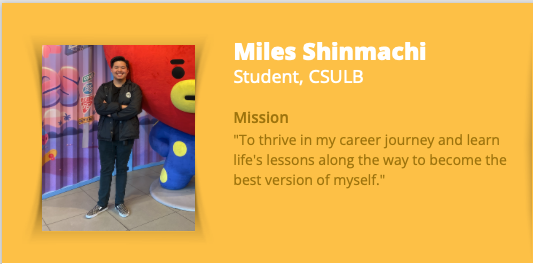 Miles Shinmachi
Student, CSULB
Mission
"To thrive in my career journey and learn
life's lessons along the way to become the
best version of myself."